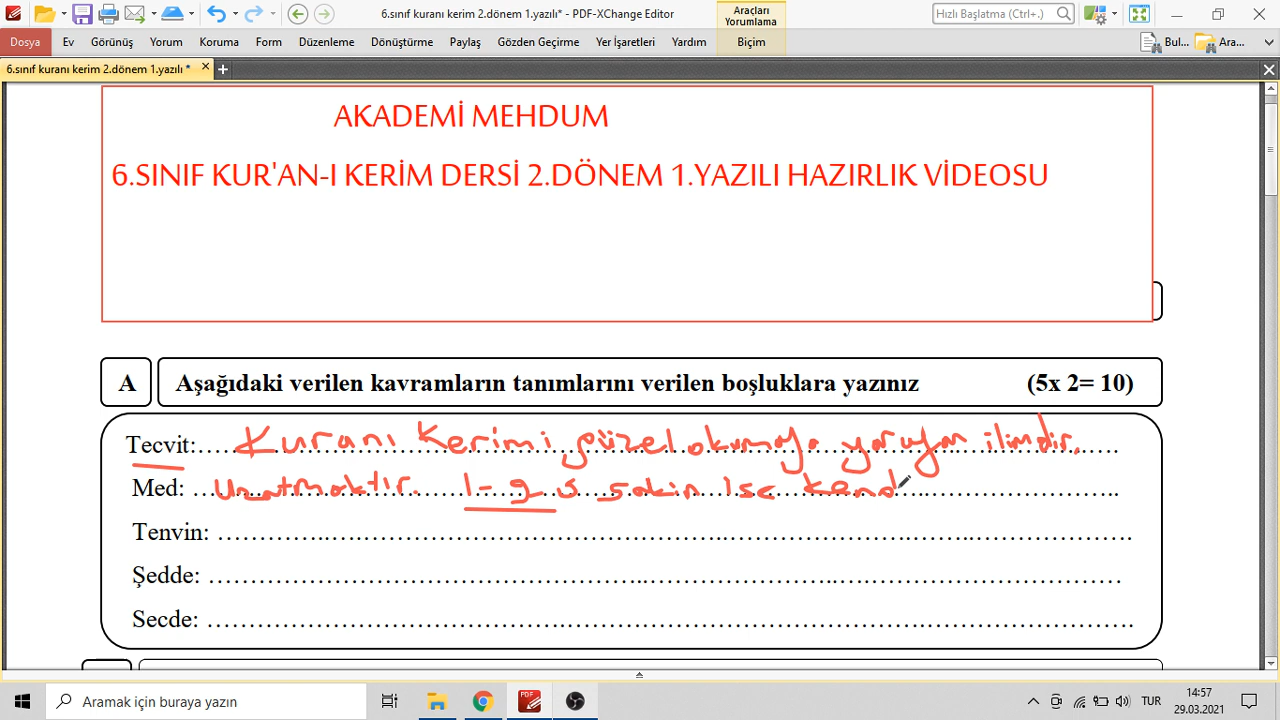 6.sınıf kuranı kerim 2.dönem 1.yazılı* - PDF-XChange Editor
Araçları Yorumlama
Hızlı Başlatma (Ctrl+.)
Dosya Ev Görünüş Yorum Koruma Form Düzenleme Dönüştürme Paylaş Gözden Geçirme Yer İşaretleri Yardım Biçim Bul... Ara...
6.sınıf kuranı kerim 2.dönem 1.yazılı *
AKADEMİ MEHDUM
6.SINIF KUR'AN-I KERİM DERSİ 2.DÖNEM 1.YAZILI HAZIRLIK VİDEOSU
A Aşağıdaki verilen kavramların tanımlarını verilen boşluklara yazınız (5x 2= 10)
Tecvit: Kuranı Kerimi güzel okumaya yarayan ilimdir.
Med: Uzatmaktır. ا - و ى sakin ise kend
Tenvin:
Şedde:
Secde:
Aramak için buraya yazın
TUR
14:57
29.03.2021